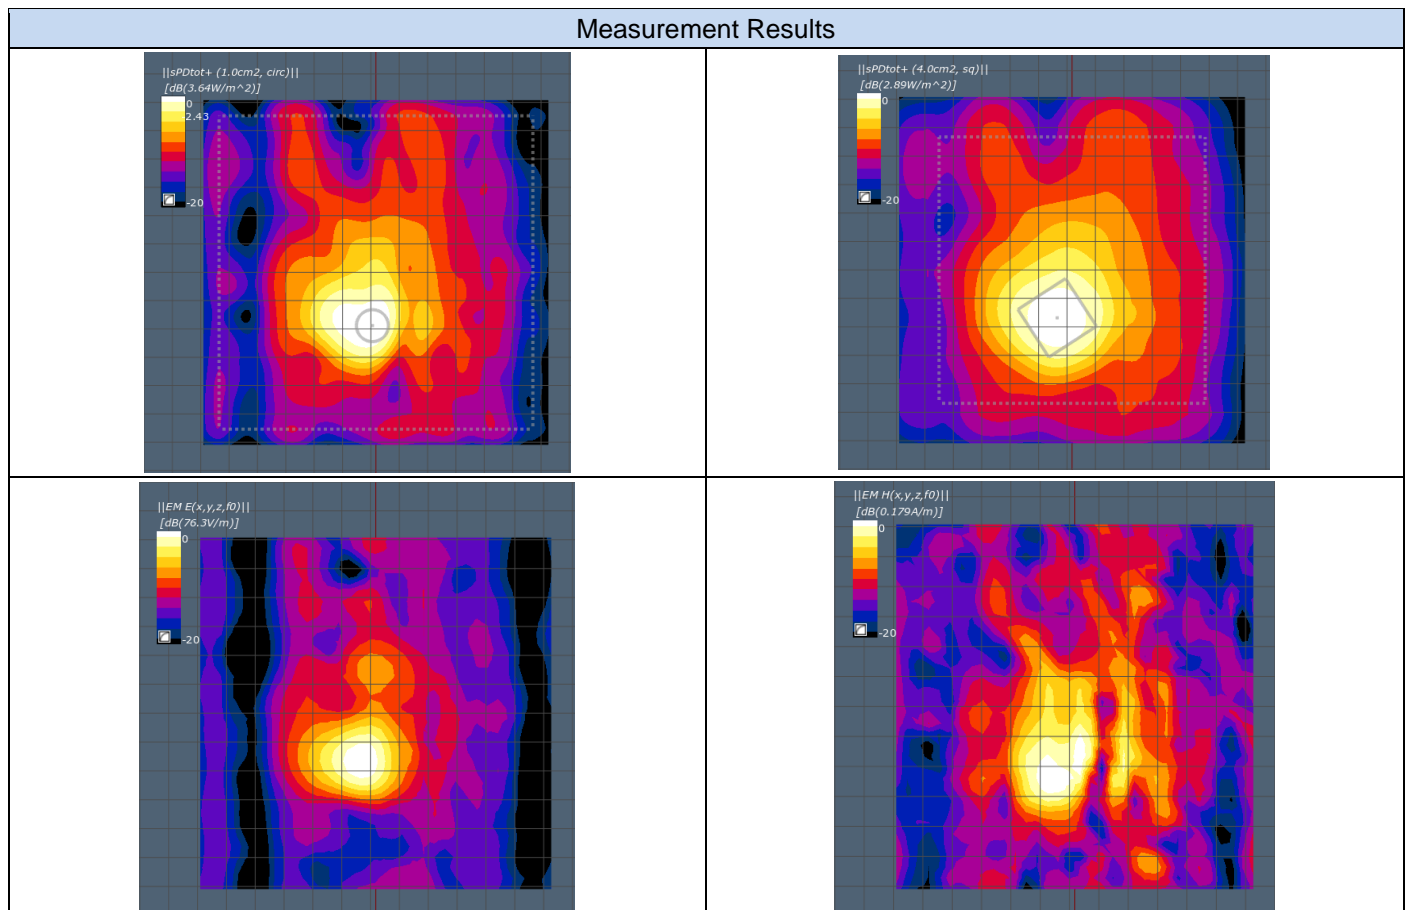 Measurement Results
||sPDtot+ (1.0cm2, circ)||
[dB(3.64W/m^2)]
0
2.43
-20
||sPDtot+ (4.0cm2, sq)||
[dB(2.89W/m^2)]
0
-20
||EM E(x,y,z,f0)||
[dB(76.3V/m)]
0
-20
||EM H(x,y,z,f0)||
[dB(0.179A/m)]
0
-20